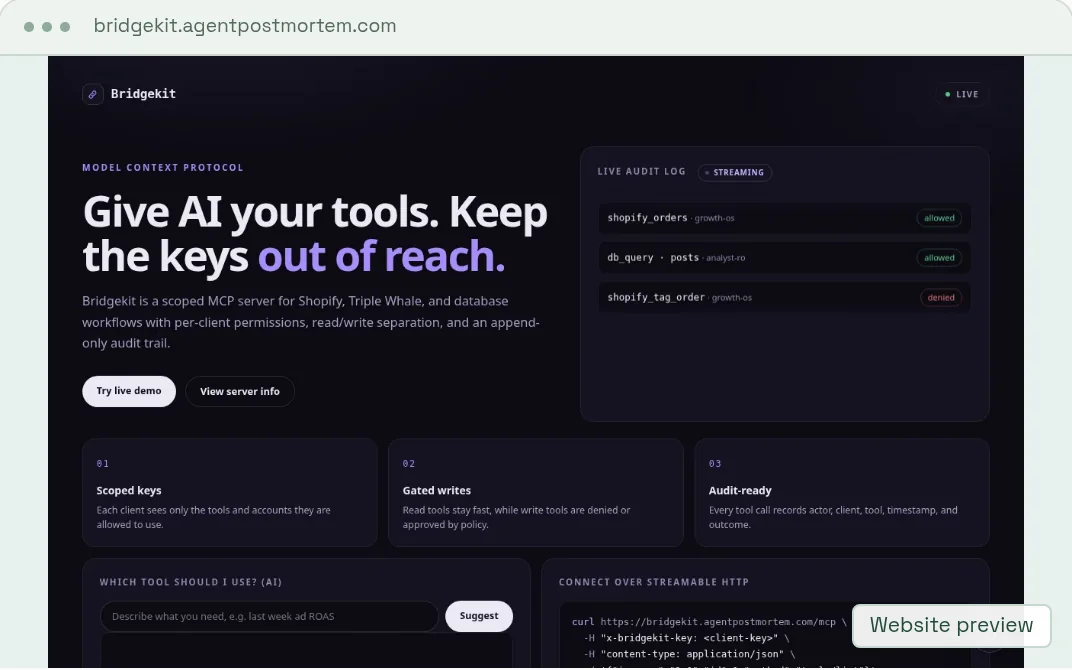 bridgekit.agentpostmortem.com
Bridgekit
LIVE
MODEL CONTEXT PROTOCOL
Give AI your tools. Keep
the keys out of reach.
Bridgekit is a scoped MCP server for Shopify, Triple Whale, and database
workflows with per-client permissions, read/write separation, and an append-
only audit trail.
Try live demo
View server info
LIVE AUDIT LOG
STREAMING
shopify_orders · growth-os
allowed
db_query · posts · analyst-ro
allowed
shopify_tag_order · growth-os
denied
01
Scoped keys
Each client sees only the tools and accounts they are
allowed to use.
02
Gated writes
Read tools stay fast, while write tools are denied or
approved by policy.
03
Audit-ready
Every tool call records actor, client, tool, timestamp, and
outcome.
WHICH TOOL SHOULD I USE? (AI)
Describe what you need, e.g. last week ad ROAS
Suggest
CONNECT OVER STREAMABLE HTTP
curl https://bridgekit.agentpostmortem.com/mcp \
-H "x-bridgekit-key: <client-key>" \
-H "content-type: application/json" \
Website preview